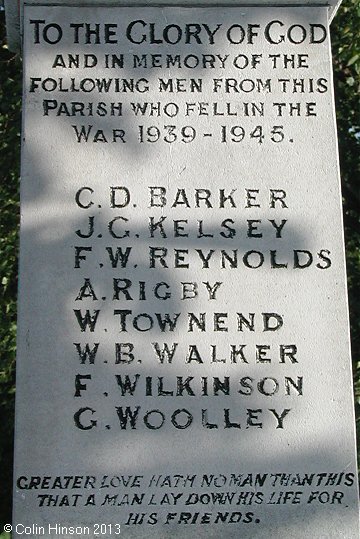 TO THE GLORY OF GOD
AND IN MEMORY OF THE
FOLLOWING MEN FROM THIS
PARISH WHO FELL IN THE
WAR 1939-1945.
C.D. BARKER
J.G. KELSEY
F.W. REYNOLDS
A. RIGBY
W. TOWNEND
W.B. WALKER
F. WILKINSON
G. WOOLLEY
GREATER LOVE HATH NO MAN THAN THIS
THAT A MAN LAY DOWN HIS LIFE FOR
HIS FRIENDS.
©Colin Hinson 2013